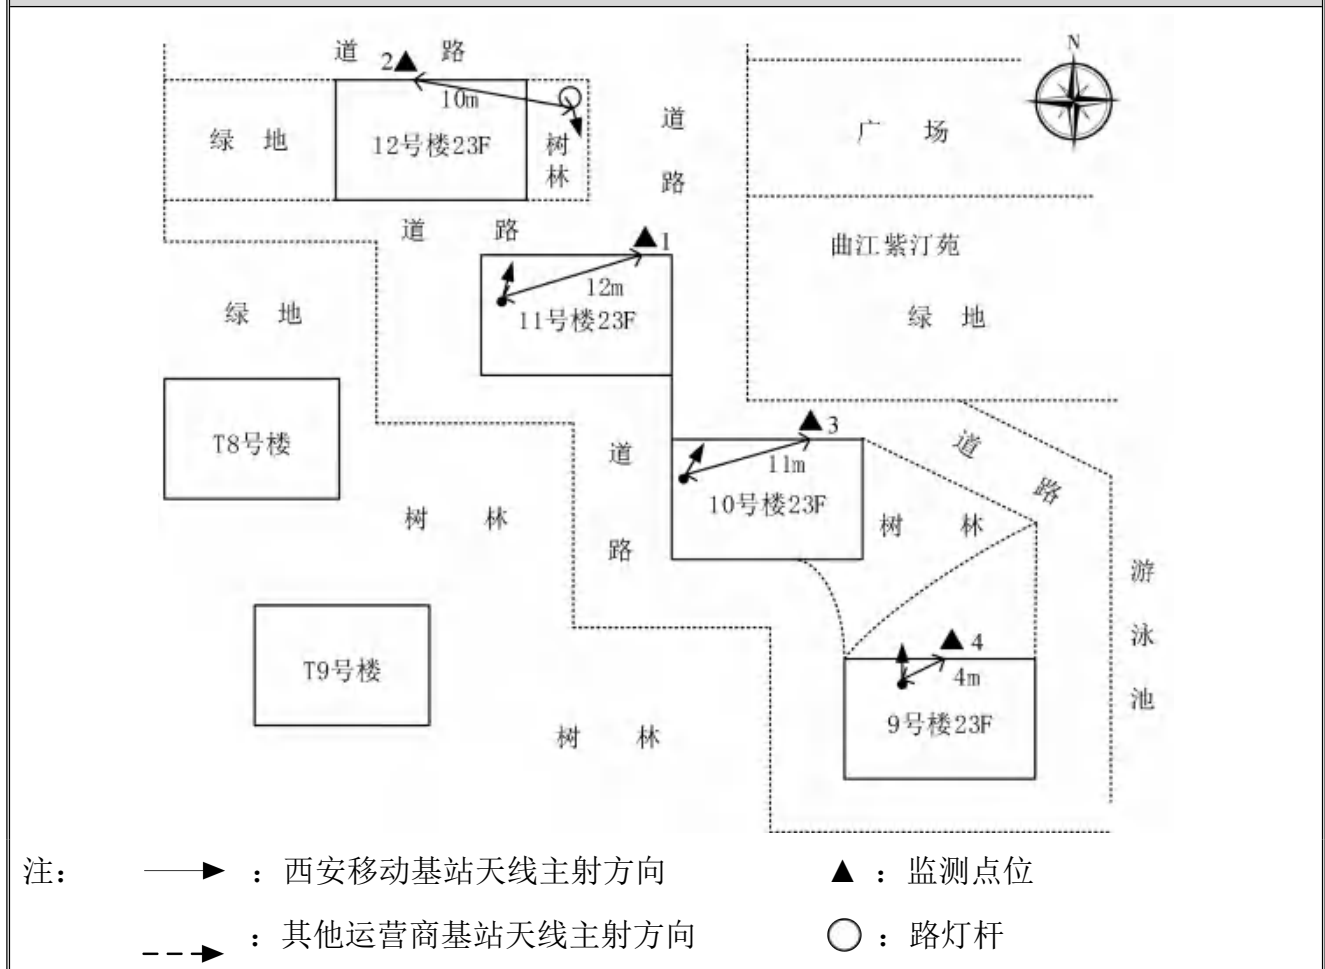 道 路
N
2
10m
绿 地
12号楼23F
树林
道路
广 场
道 路
1
曲江紫汀苑
12m
绿 地
11号楼23F
绿 地
3
T8号楼
道路
11m
道路
10号楼23F
树 林
树 林
游泳池
4
T9号楼
4m
9号楼23F
树 林
注：
：西安移动基站天线主射方向
▲：监测点位
：其他运营商基站天线主射方向
：路灯杆